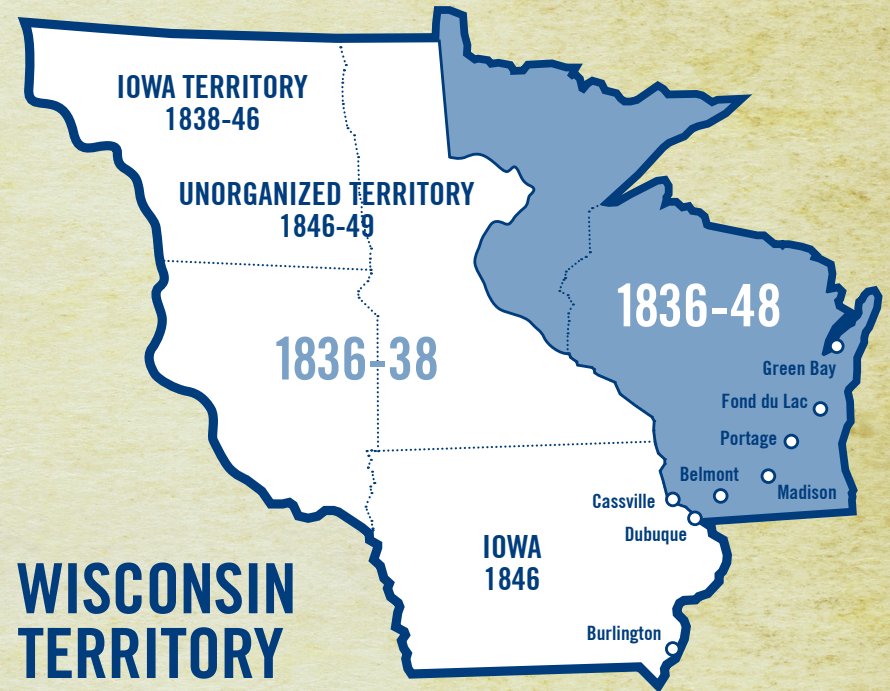 IOWA TERRITORY
1838-46
UNORGANIZED TERRITORY
1846-49
1836-48
1836-38
Green Bay
Fond du Lac
Portage
Belmont
Madison
Cassville
Dubuque
IOWA
1846
Burlington
WISCONSIN
TERRITORY